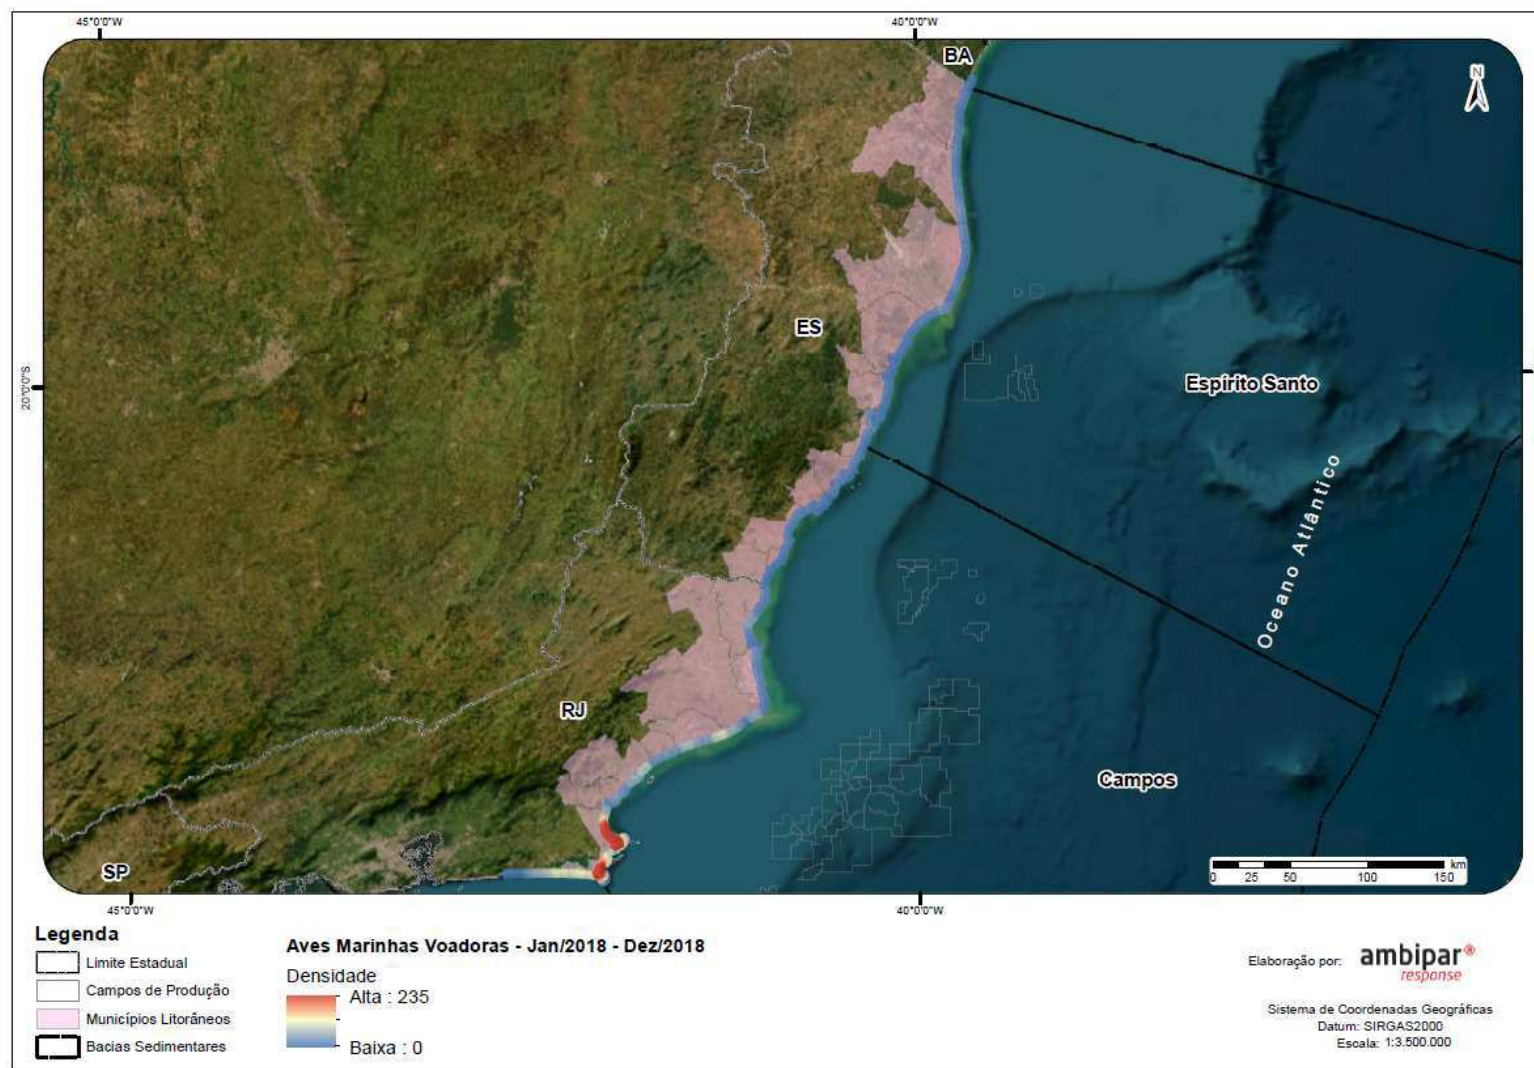 45°0'0"W
40°0'0"W
BA
N
ES
20°0'0"S
Espírito Santo
Oceano Atlântico
RJ
Campos
SP
km
0 25 50 100 150
45°0'0"W
40°0'0"W
Legenda
Limite Estadual
Campos de Produção
Municípios Litorâneos
Bacias Sedimentares
Aves Marinhas Voadoras - Jan/2018 - Dez/2018
Densidade
Alta : 235
Baixa : 0
Elaboração por:
ambipar®
response
Sistema de Coordenadas Geográficas
Datum: SIRGAS2000
Escala: 1:3.500.000